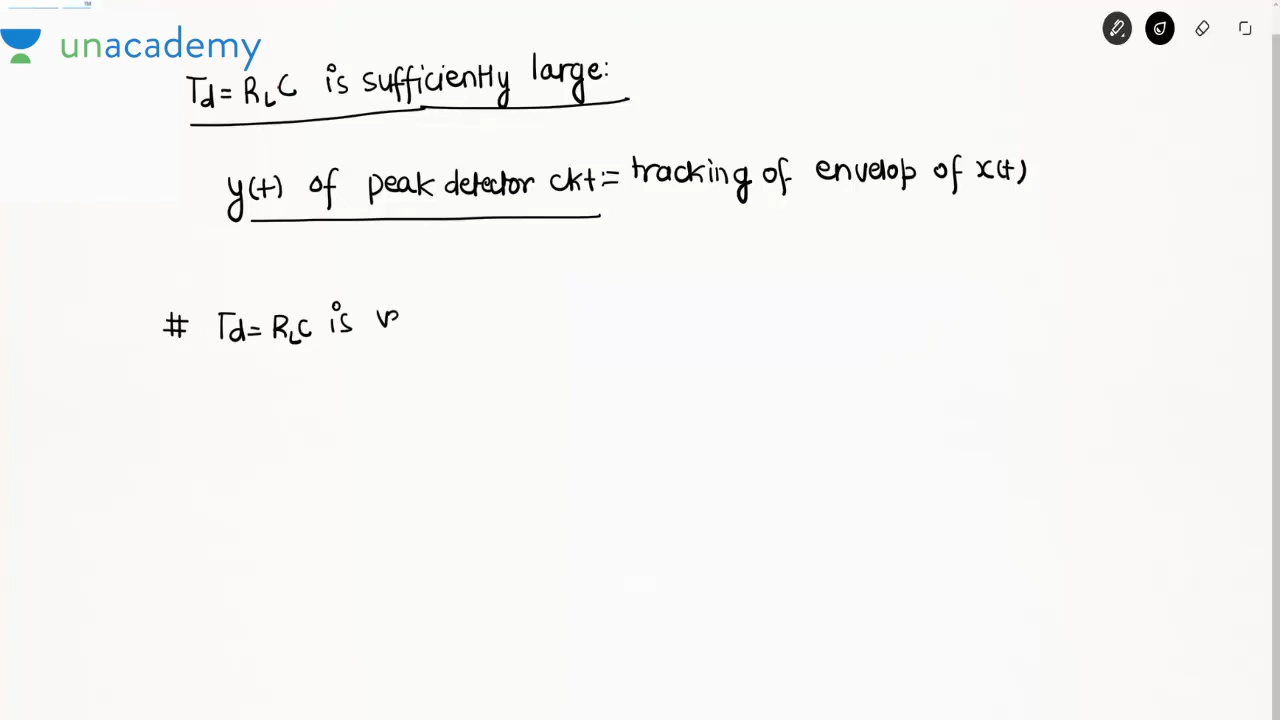 unacademy
Td = RLC is sufficiently large:
y(t) of peak detector ckt := tracking of envelop of x(t)
# Td = RLC is